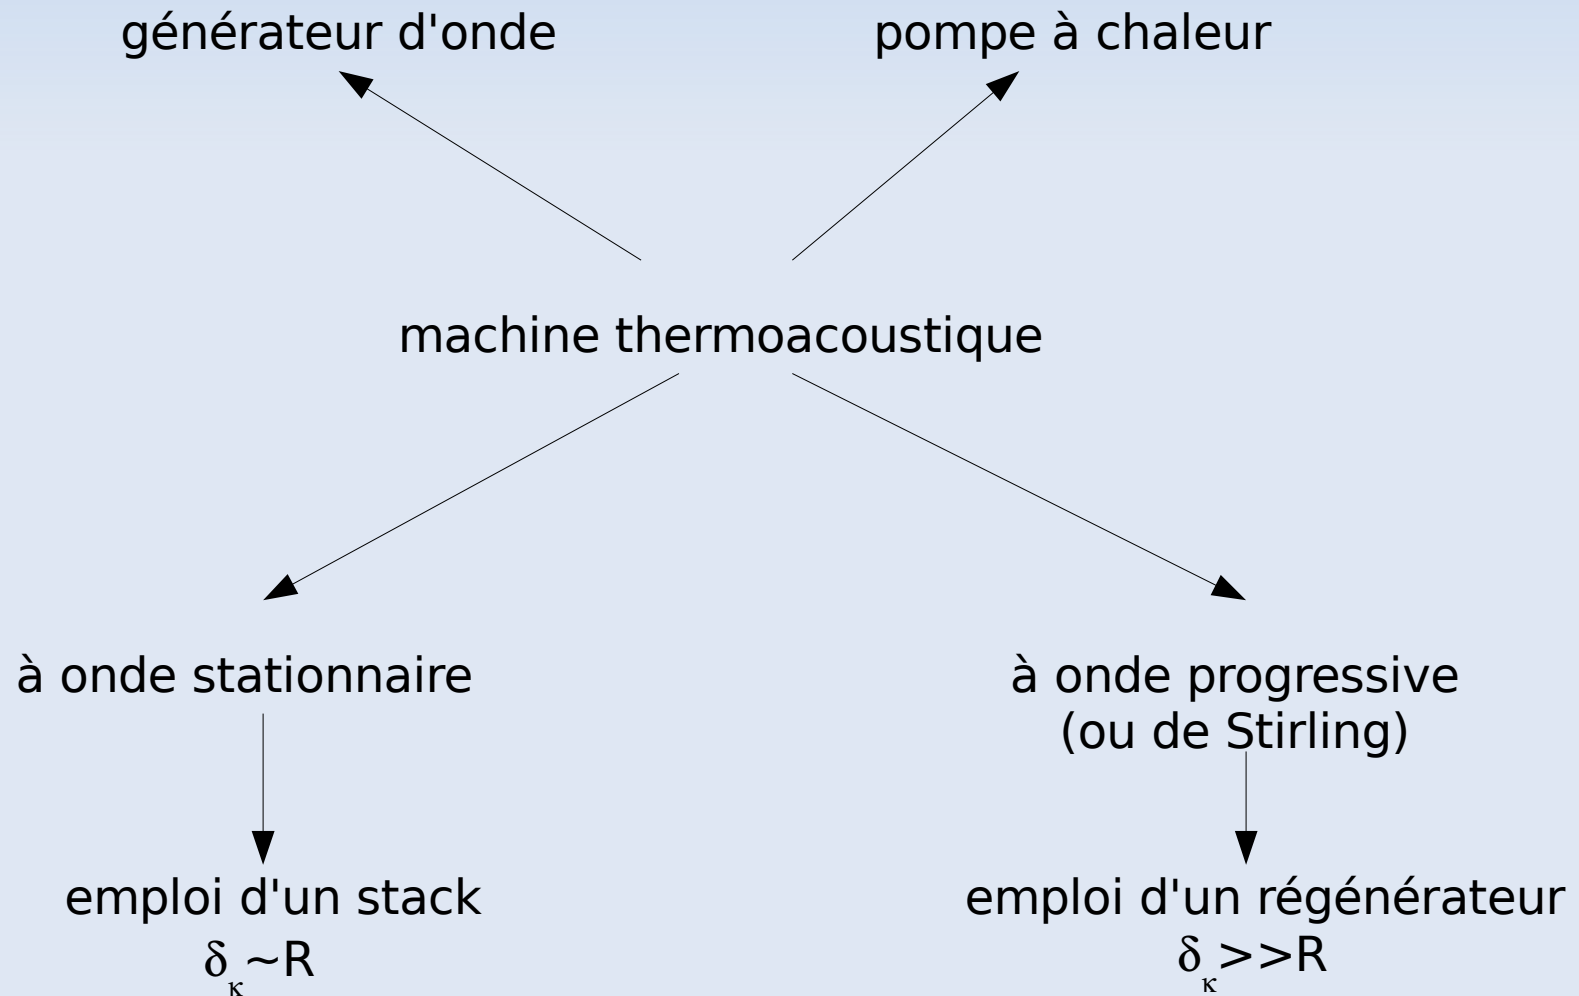 générateur d'onde
pompe à chaleur
machine thermoacoustique
à onde stationnaire
à onde progressive
(ou de Stirling)
emploi d'un stack
δκ~R
emploi d'un régénérateur
δκ>>R